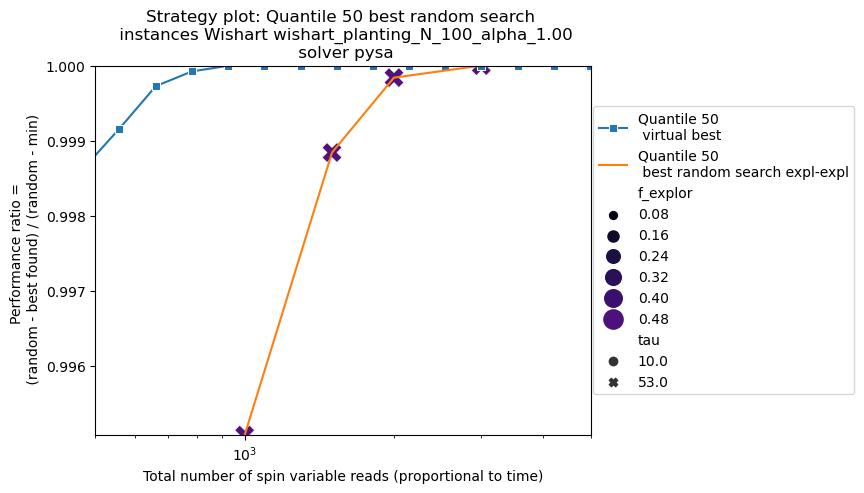 Strategy plot: Quantile 50 best random search
instances Wishart wishart_planting_N_100_alpha_1.00
solver pysa
1.000
0.999
0.998
0.997
0.996
Performance ratio =
(random - best found) / (random - min)
10³
Total number of spin variable reads (proportional to time)
Quantile 50
virtual best
Quantile 50
best random search expl-expl
f_explor
0.08
0.16
0.24
0.32
0.40
0.48
tau
10.0
53.0